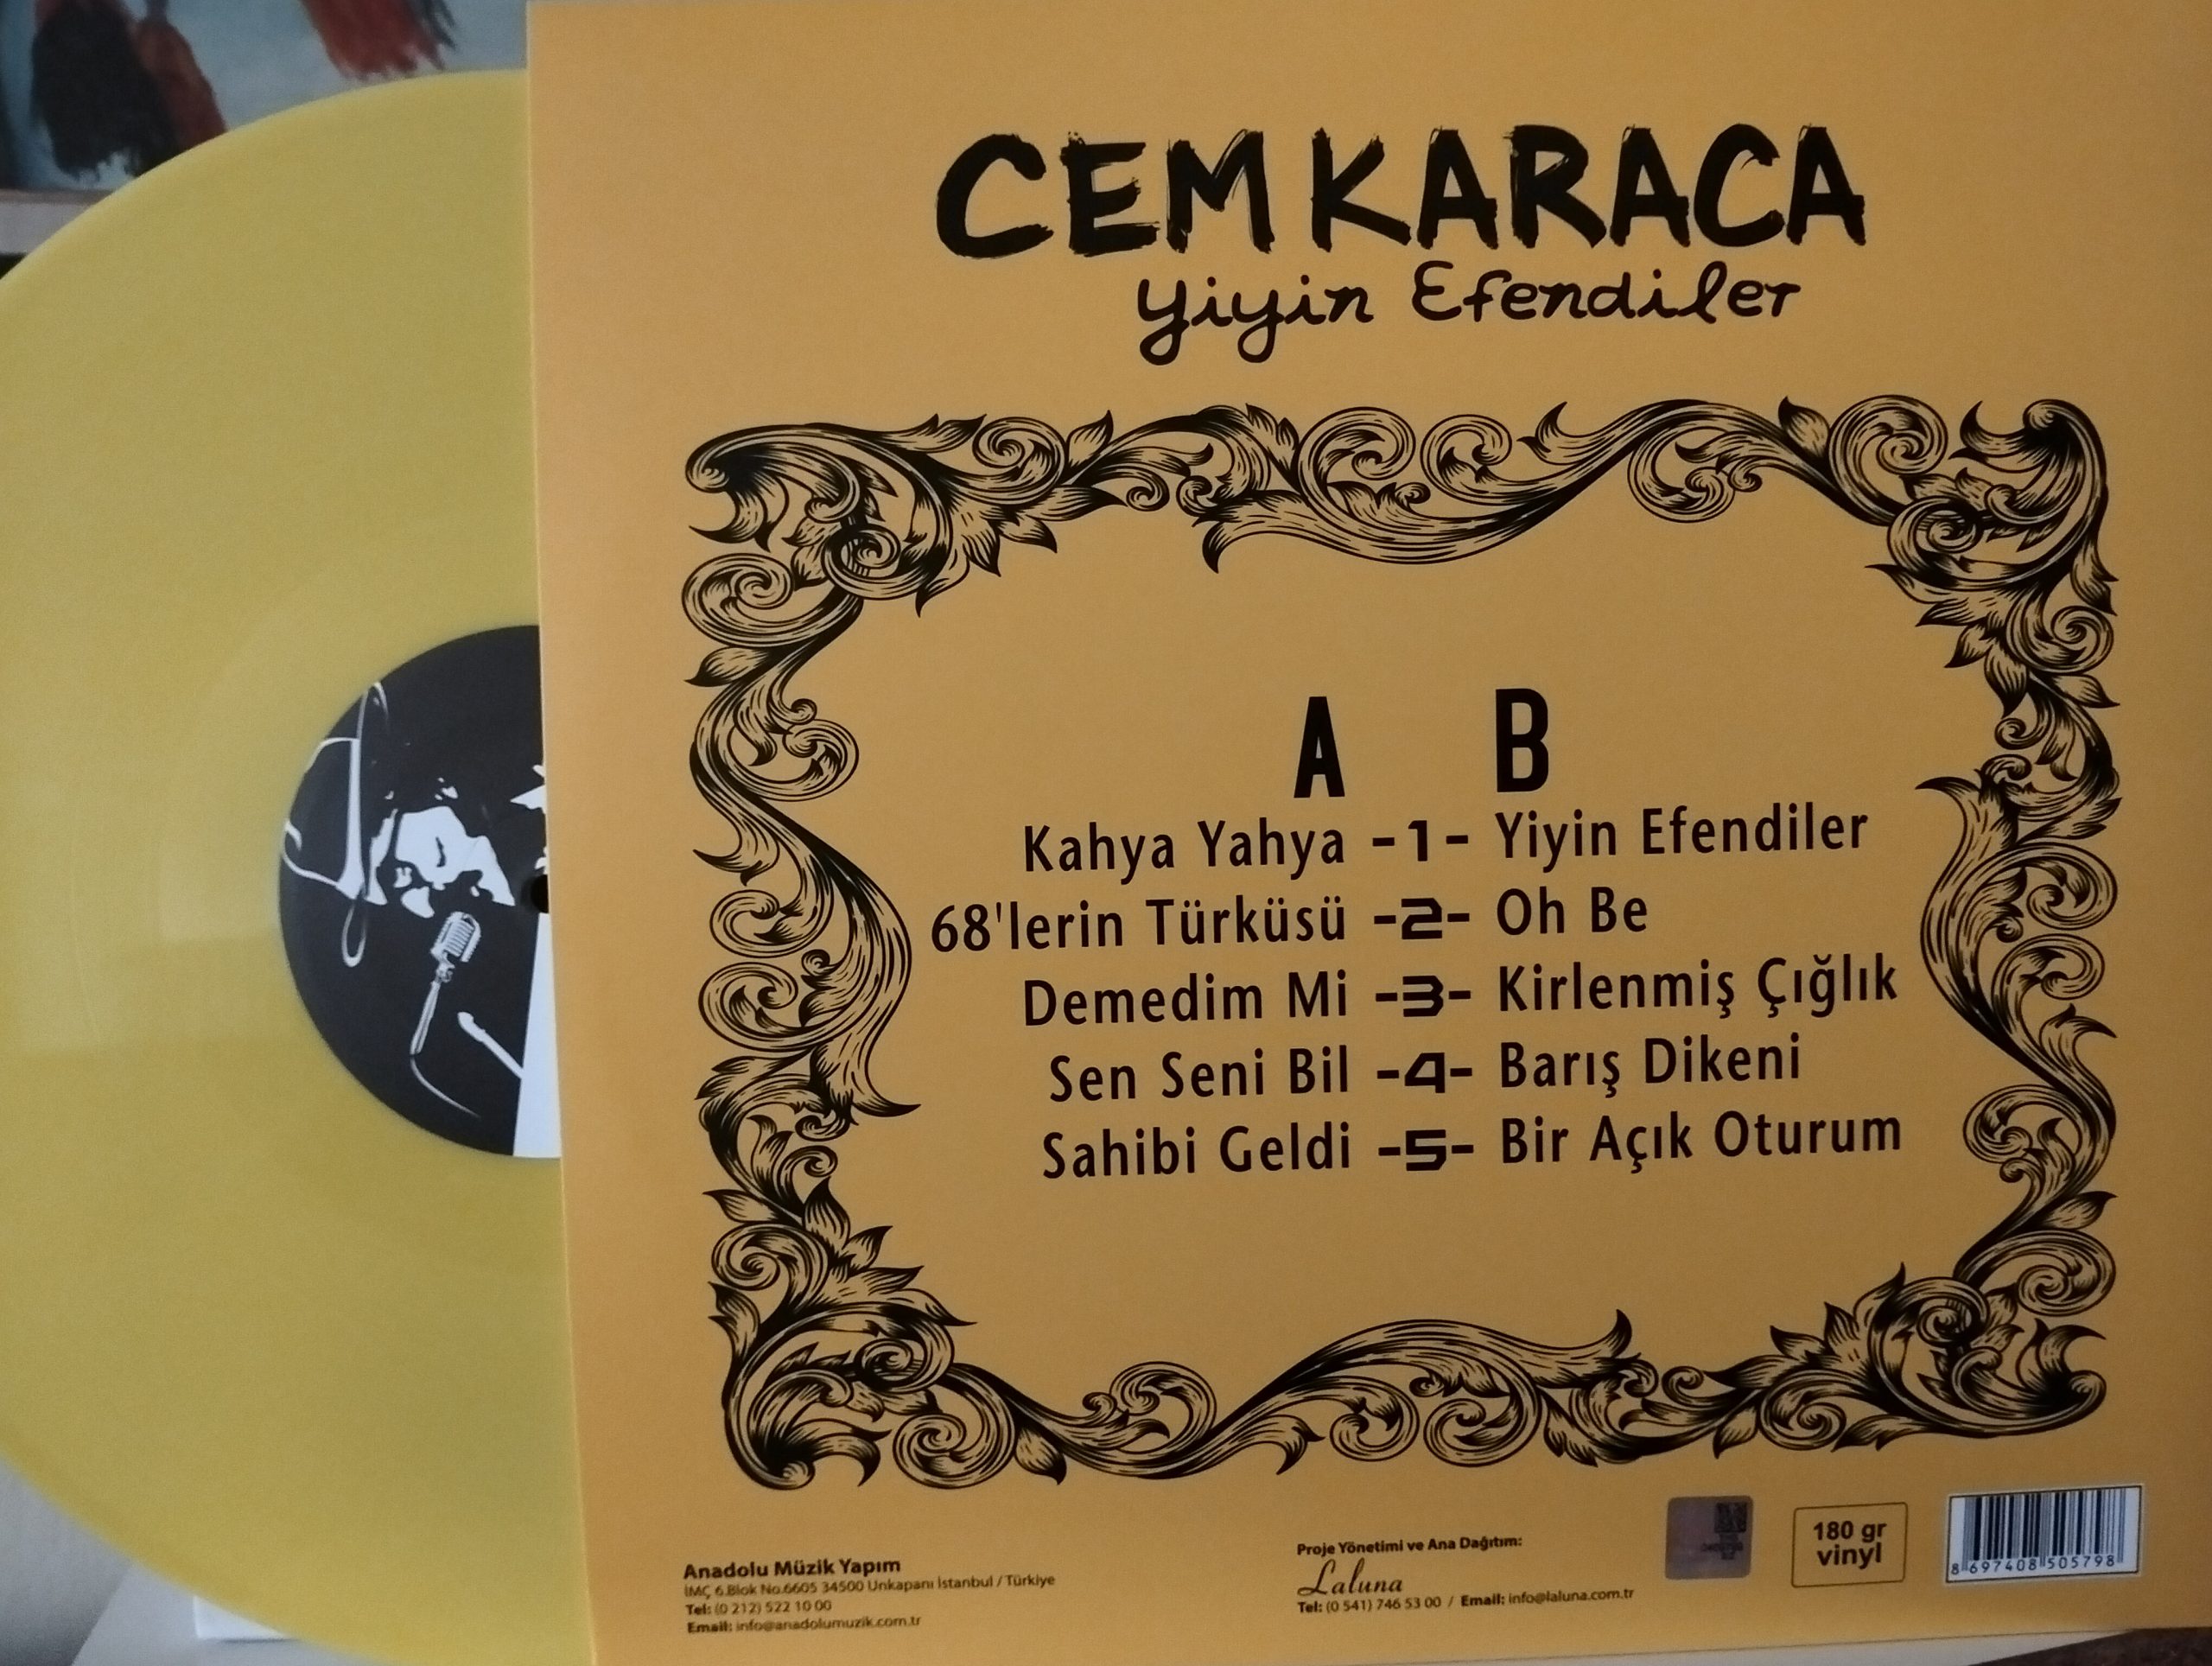 CEM KARACA
Yiyin Efendiler
A B
Kahya Yahya -1- Yiyin Efendiler
68'lerin Türküsü -2- Oh Be
Demedim Mi -3- Kirlenmiş Çığlık
Sen Seni Bil -4- Barış Dikeni
Sahibi Geldi -5- Bir Açık Oturum
Anadolu Müzik Yapım
İMÇ 6.Blok No.6605 34500 Unkapanı İstanbul / Türkiye
Tel: (0 212) 522 10 00
Email: info@anadolumuzik.com.tr
Proje Yönetimi ve Ana Dağıtım:
Laluna
Tel: (0 541) 746 53 00 / Email: info@laluna.com.tr
180 gr
vinyl
8 697408 505798